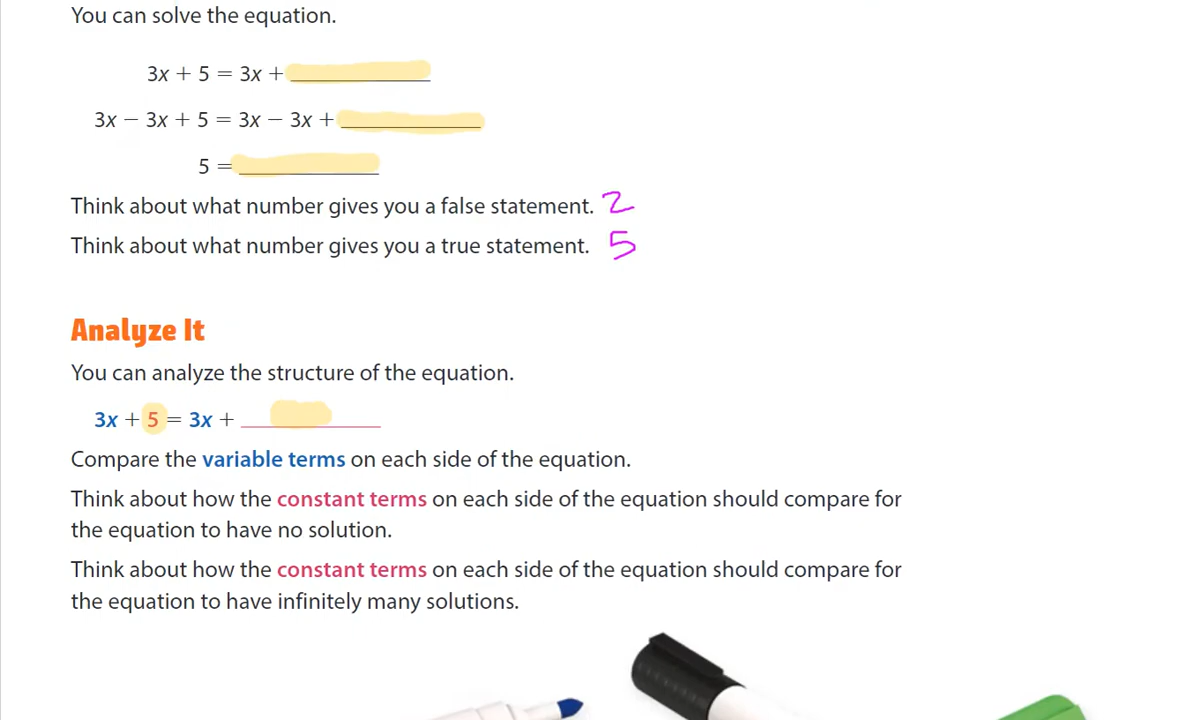 You can solve the equation.
3x + 5 = 3x + ____________
3x − 3x + 5 = 3x − 3x + ____________
5 = ____________
Think about what number gives you a false statement. 2
Think about what number gives you a true statement. 5
Analyze It
You can analyze the structure of the equation.
3x + 5 = 3x + ____________
Compare the variable terms on each side of the equation.
Think about how the constant terms on each side of the equation should compare for
the equation to have no solution.
Think about how the constant terms on each side of the equation should compare for
the equation to have infinitely many solutions.